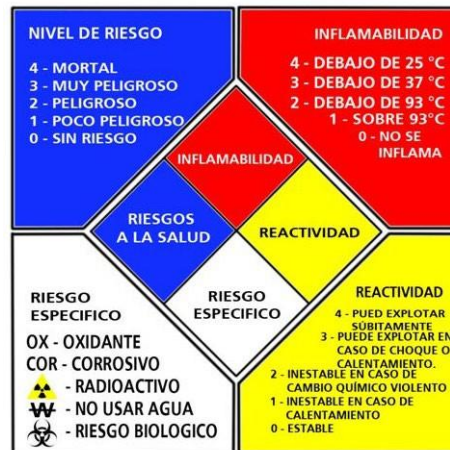 NIVEL DE RIESGO
4 - MORTAL
3 - MUY PELIGROSO
2 - PELIGROSO
1 - POCO PELIGROSO
0 - SIN RIESGO
INFLAMABILIDAD
4 - DEBAJO DE 25 °C
3 - DEBAJO DE 37 °C
2 - DEBAJO DE 93 °C
1 - SOBRE 93°C
0 - NO SE
INFLAMA
INFLAMABILIDAD
RIESGOS
A LA SALUD
REACTIVIDAD
RIESGO
ESPECIFICO
RIESGO
ESPECIFICO
OX - OXIDANTE
COR - CORROSIVO
- RADIOACTIVO
W - NO USAR AGUA
- RIESGO BIOLOGICO
REACTIVIDAD
4 - PUED EXPLOTAR
SÚBITAMENTE
3 - PUEDE EXPLOTAR EN
CASO DE CHOQUE O
CALENTAMIENTO.
2 - INESTABLE EN CASO DE
CAMBIO QUÍMICO VIOLENTO
1 - INESTABLE EN CASO DE
CALENTAMIENTO
0 - ESTABLE